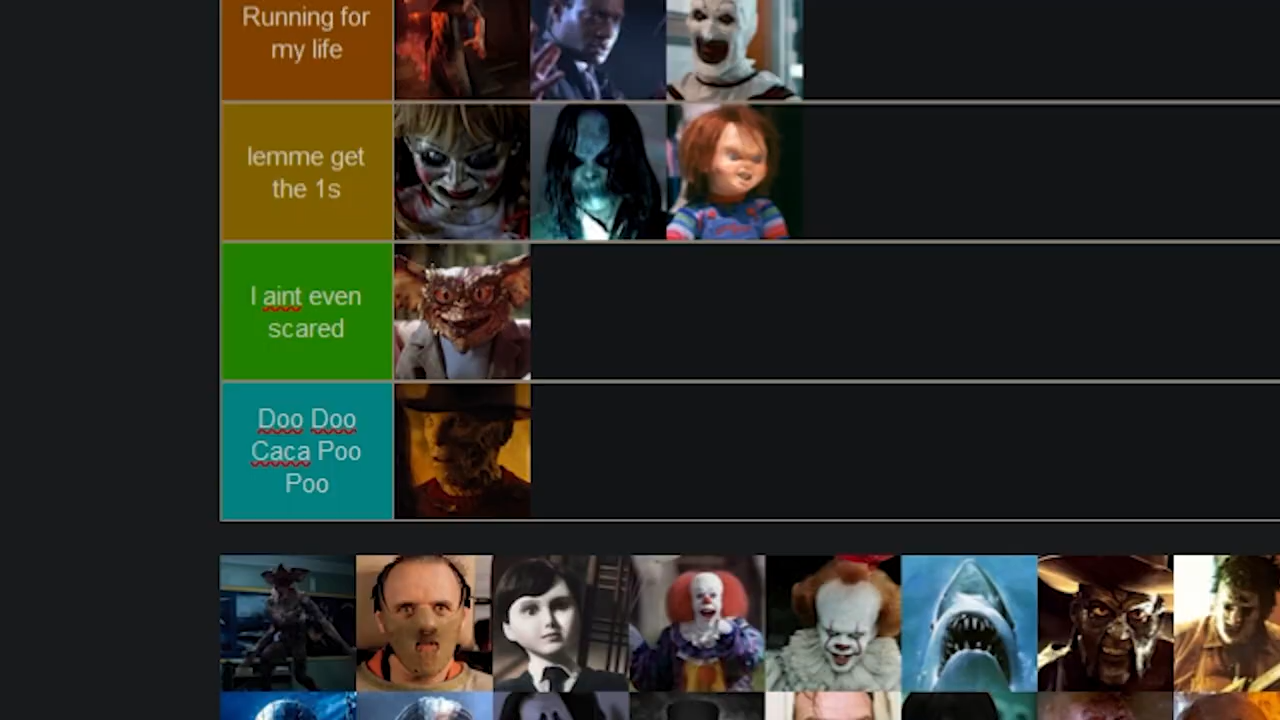 Running for
my life
lemme get
the 1s
I aint even
scared
Doo Doo
Caca Poo
Poo